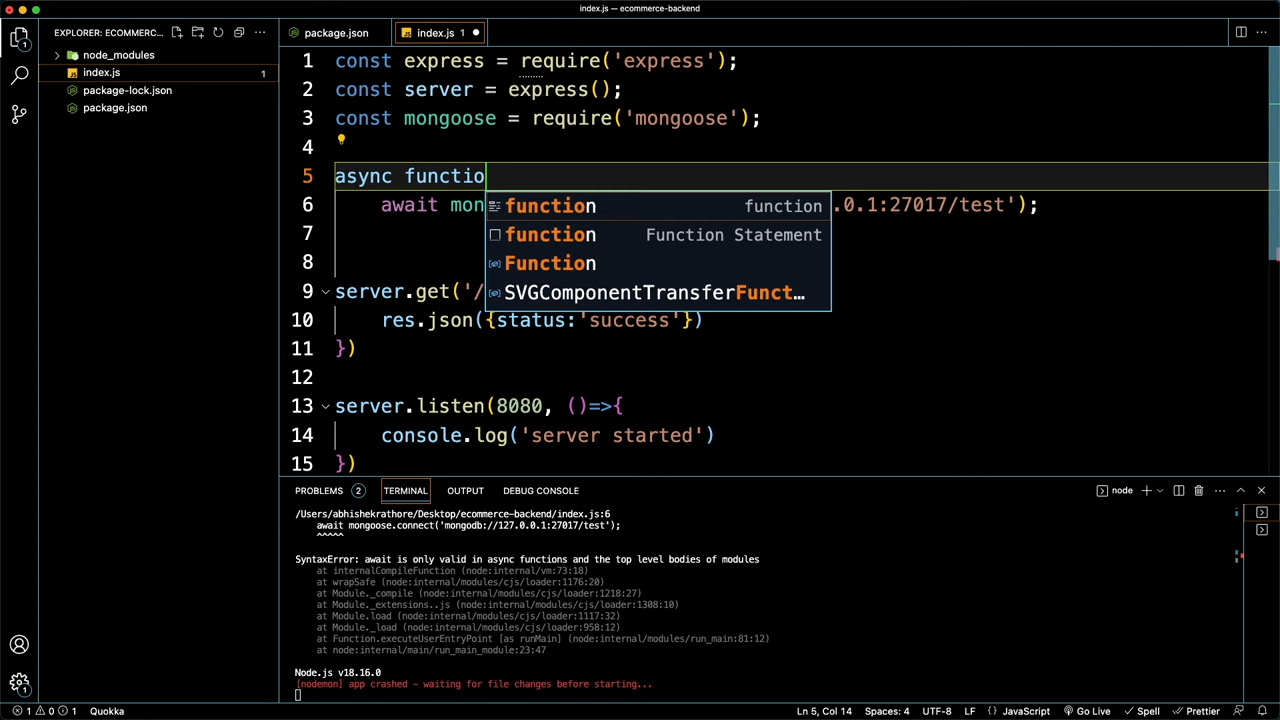 index.js — ecommerce-backend
EXPLORER: ECOMMERC...
node_modules
index.js 1
package-lock.json
package.json
package.json
index.js 1
1 const express = require('express');
2 const server = express();
3 const mongoose = require('mongoose');
4
5 async functio
6 await mon .0.1:27017/test');
7
8
9 server.get('/
10 res.json({status:'success'})
11 })
12
13 server.listen(8080, ()=>{
14 console.log('server started')
15 })
function function
function Function Statement
Function
SVGComponentTransferFunct…
PROBLEMS 2 TERMINAL OUTPUT DEBUG CONSOLE
node
/Users/abhishekrathore/Desktop/ecommerce-backend/index.js:6
await mongoose.connect('mongodb://127.0.0.1:27017/test');
^^^^^
SyntaxError: await is only valid in async functions and the top level bodies of modules
at internalCompileFunction (node:internal/vm:73:18)
at wrapSafe (node:internal/modules/cjs/loader:1176:20)
at Module._compile (node:internal/modules/cjs/loader:1218:27)
at Module._extensions..js (node:internal/modules/cjs/loader:1308:10)
at Module.load (node:internal/modules/cjs/loader:1117:32)
at Module._load (node:internal/modules/cjs/loader:958:12)
at Function.executeUserEntryPoint [as runMain] (node:internal/modules/run_main:81:12)
at node:internal/main/run_main_module:23:47
Node.js v18.16.0
[nodemon] app crashed - waiting for file changes before starting...
1 0 1 Quokka
Ln 5, Col 14 Spaces: 4 UTF-8 LF {} JavaScript Go Live Spell Prettier